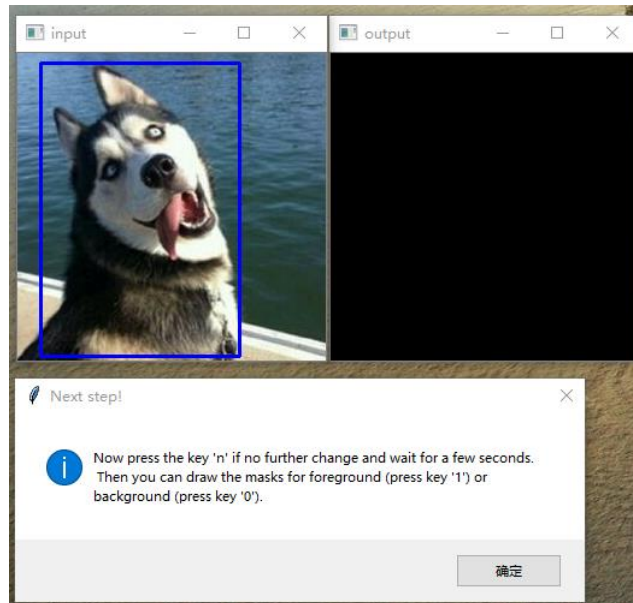 input
output
Next step!
Now press the key 'n' if no further change and wait for a few seconds.
Then you can draw the masks for foreground (press key '1') or
background (press key '0').
确定